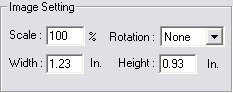 Image Setting
Scale : 100 % Rotation : None
Width : 1.23 In. Height : 0.93 In.